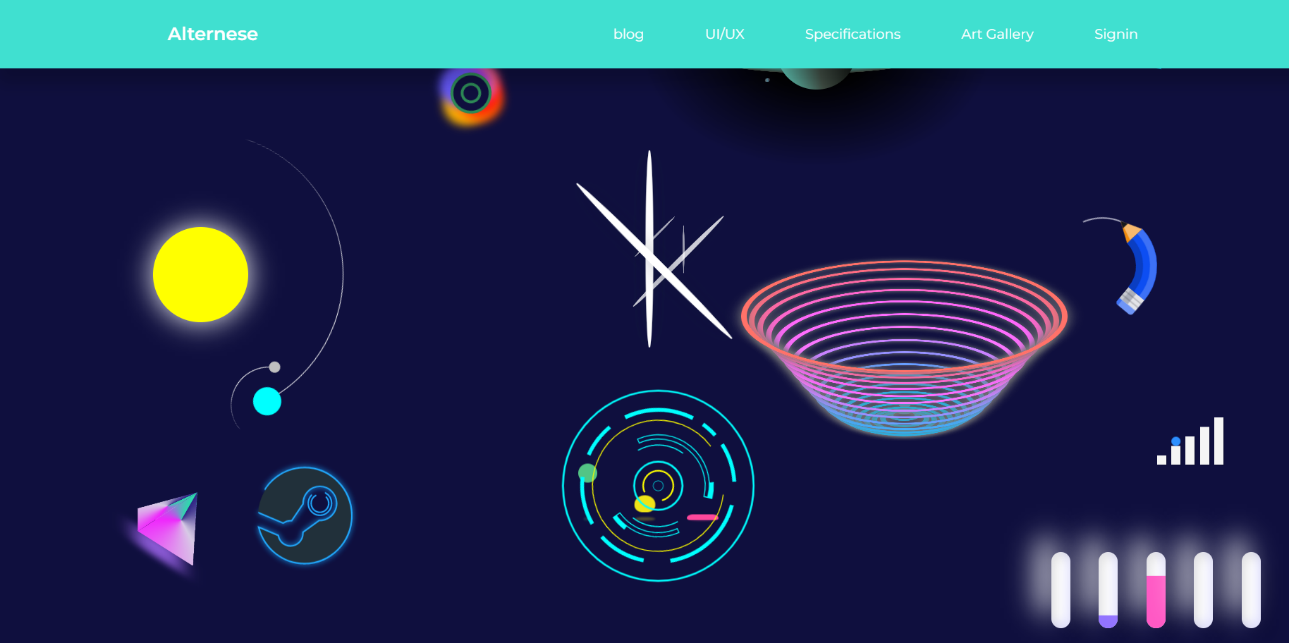 Alternese
blog
UI/UX
Specifications
Art Gallery
Signin